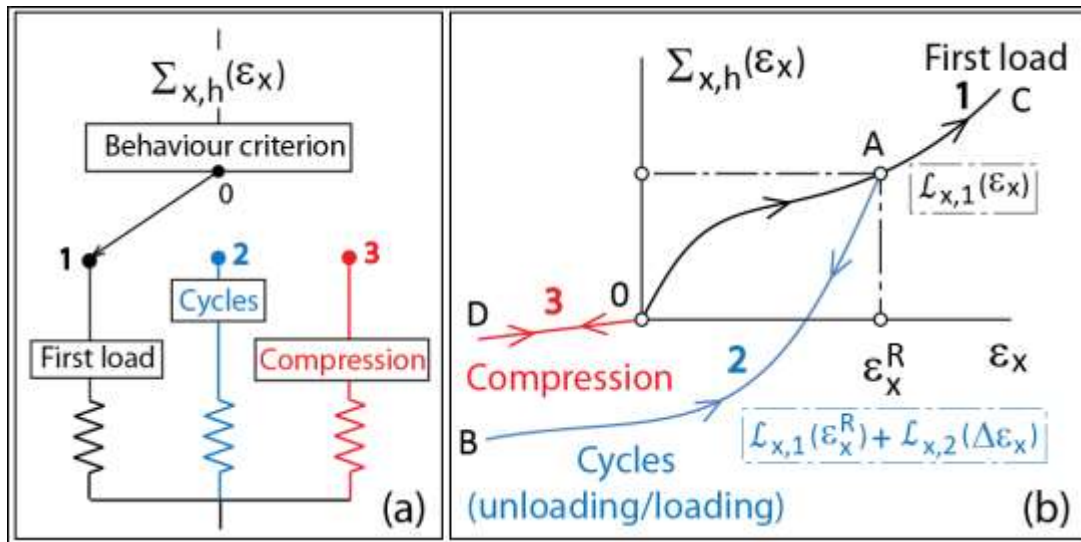 Σx,h(εx)
Behaviour criterion
0
1
2
3
Cycles
First load
Compression
(a)
Σx,h(εx)
First load
1
C
A
ℒx,1(εx)
0
3
D
εxR
εx
Compression
2
B
ℒx,1(εxR) + ℒx,2(Δεx)
Cycles
(unloading/loading)
(b)